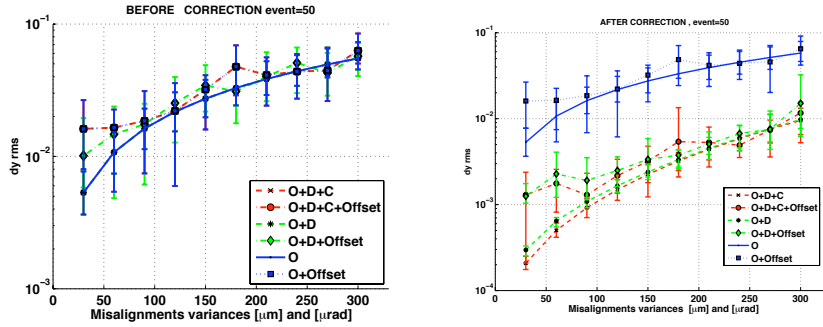 BEFORE CORRECTION event=50
10⁻¹
10⁻²
10⁻³
dy rms
0 50 100 150 200 250 300
Misalignments variances [μm] and [μrad]
O+D+C
O+D+C+Offset
O+D
O+D+Offset
O
O+Offset
AFTER CORRECTION , event=50
10⁻¹
10⁻²
10⁻³
10⁻⁴
dy rms
0 50 100 150 200 250 300
Misalignments variances [μm] and [μrad]
O+D+C
O+D+C+Offset
O+D
O+D+Offset
O
O+Offset